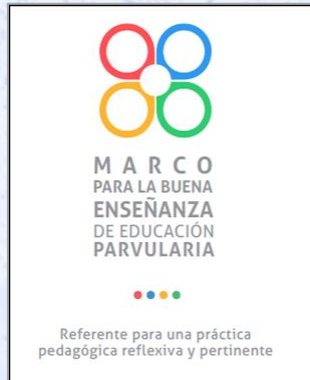 MARCO
PARA LA BUENA
ENSEÑANZA
DE EDUCACIÓN
PARVULARIA
Referente para una práctica
pedagógica reflexiva y pertinente